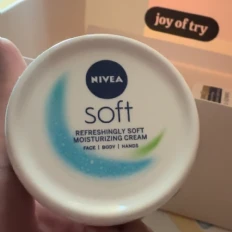 joy of try
NIVEA
soft
REFRESHINGLY SOFT
MOISTURIZING CREAM
FACE | BODY | HANDS